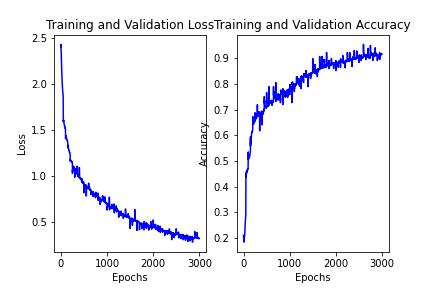 Training and Validation Loss
2.5
2.0
1.5
1.0
0.5
Loss
0 1000 2000 3000
Epochs
Training and Validation Accuracy
0.9
0.8
0.7
0.6
0.5
0.4
0.3
0.2
Accuracy
0 1000 2000 3000
Epochs